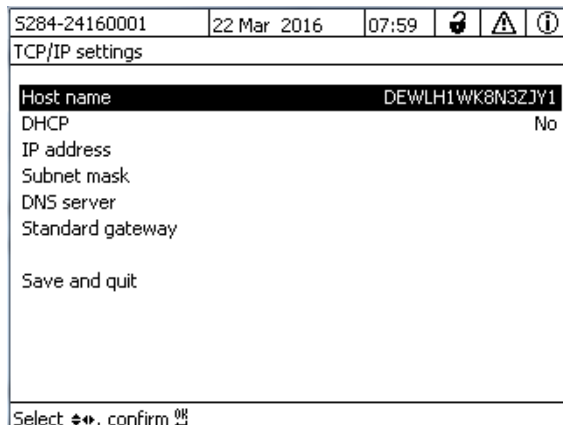 S284-24160001 22 Mar 2016 07:59
TCP/IP settings
Host name DEWLH1WK8N3ZJY1
DHCP No
IP address
Subnet mask
DNS server
Standard gateway
Save and quit
Select , confirm OK